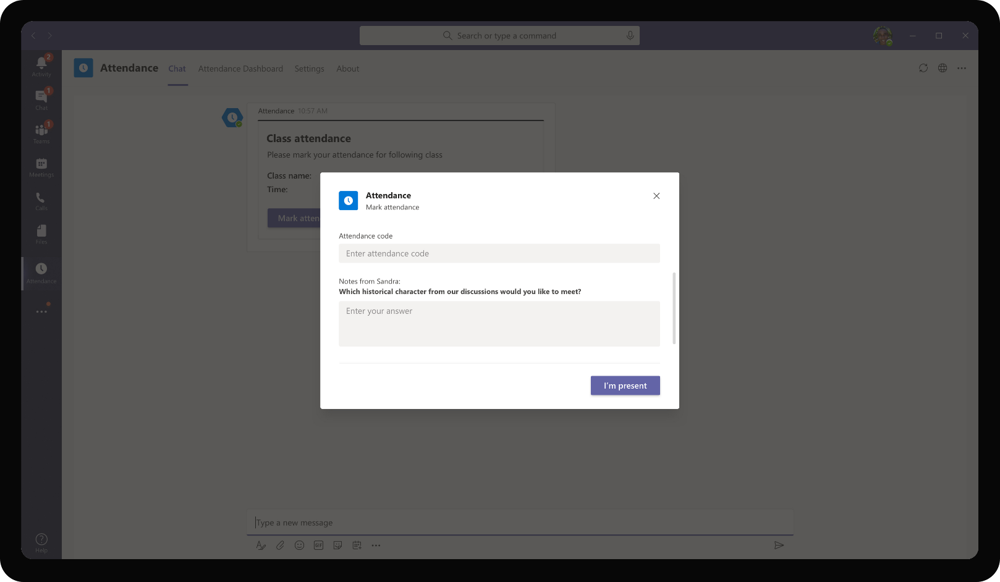 Search or type a command
2
Activity
1
Chat
1
Teams
Meetings
Calls
Files
Attendance
Help
Attendance
Chat
Attendance Dashboard
Settings
About
Attendance 10:57 AM
Class attendance
Please mark your attendance for following class
Class name:
Time:
Mark atten
Attendance
Mark attendance
Attendance code
Enter attendance code
Notes from Sandra:
Which historical character from our discussions would you like to meet?
Enter your answer
I'm present
Type a new message
GIF